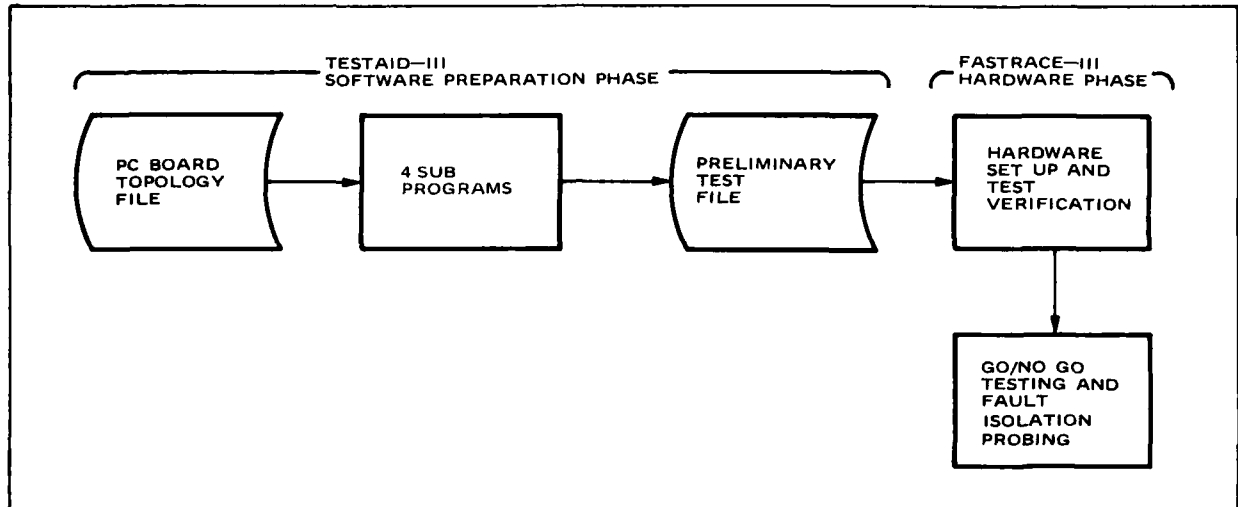 TESTAID—III
SOFTWARE PREPARATION PHASE
FASTRACE—III
HARDWARE PHASE
PC BOARD
TOPOLOGY
FILE
4 SUB
PROGRAMS
PRELIMINARY
TEST
FILE
HARDWARE
SET UP AND
TEST
VERIFICATION
GO/NO GO
TESTING AND
FAULT
ISOLATION
PROBING